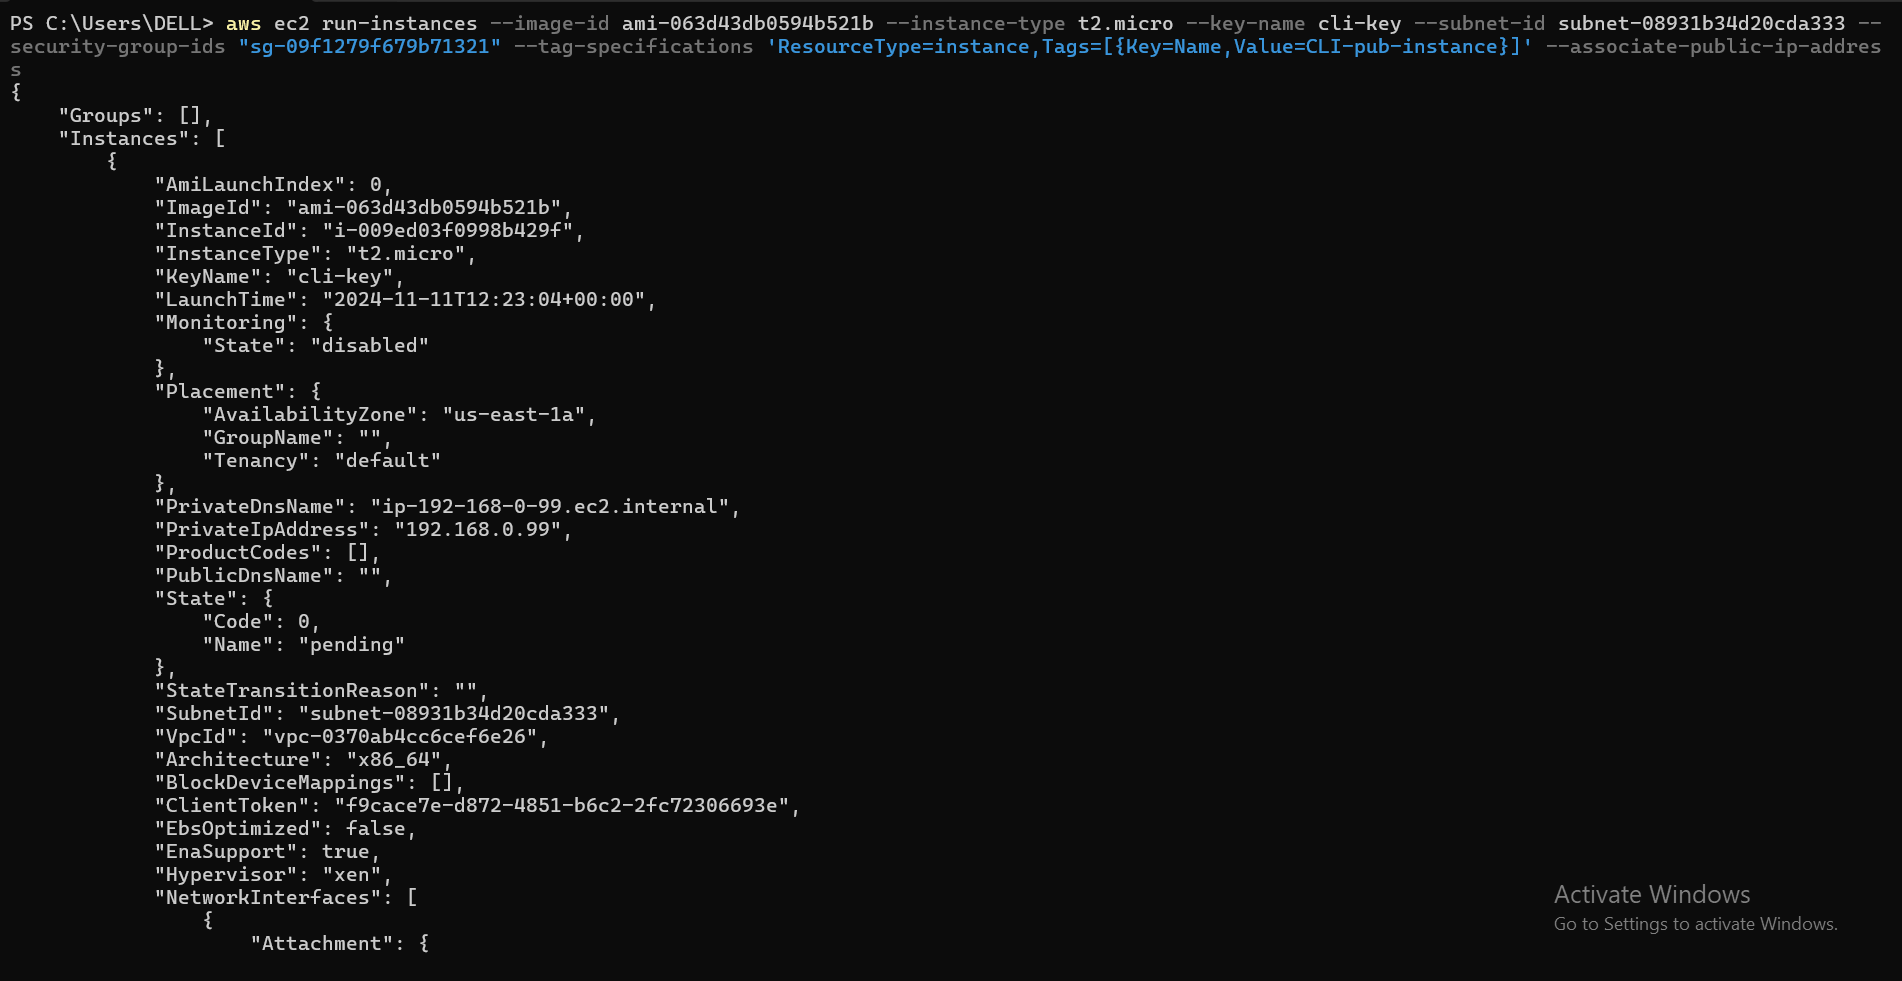 PS C:\Users\DELL> aws ec2 run-instances --image-id ami-063d43db0594b521b --instance-type t2.micro --key-name cli-key --subnet-id subnet-08931b34d20cda333 --
security-group-ids "sg-09f1279f679b71321" --tag-specifications 'ResourceType=instance,Tags=[{Key=Name,Value=CLI-pub-instance}]' --associate-public-ip-addres
s
{
    "Groups": [],
    "Instances": [
        {
            "AmiLaunchIndex": 0,
            "ImageId": "ami-063d43db0594b521b",
            "InstanceId": "i-009ed03f0998b429f",
            "InstanceType": "t2.micro",
            "KeyName": "cli-key",
            "LaunchTime": "2024-11-11T12:23:04+00:00",
            "Monitoring": {
                "State": "disabled"
            },
            "Placement": {
                "AvailabilityZone": "us-east-1a",
                "GroupName": "",
                "Tenancy": "default"
            },
            "PrivateDnsName": "ip-192-168-0-99.ec2.internal",
            "PrivateIpAddress": "192.168.0.99",
            "ProductCodes": [],
            "PublicDnsName": "",
            "State": {
                "Code": 0,
                "Name": "pending"
            },
            "StateTransitionReason": "",
            "SubnetId": "subnet-08931b34d20cda333",
            "VpcId": "vpc-0370ab4cc6cef6e26",
            "Architecture": "x86_64",
            "BlockDeviceMappings": [],
            "ClientToken": "f9cace7e-d872-4851-b6c2-2fc72306693e",
            "EbsOptimized": false,
            "EnaSupport": true,
            "Hypervisor": "xen",
            "NetworkInterfaces": [
                {
                    "Attachment": {
Activate Windows
Go to Settings to activate Windows.